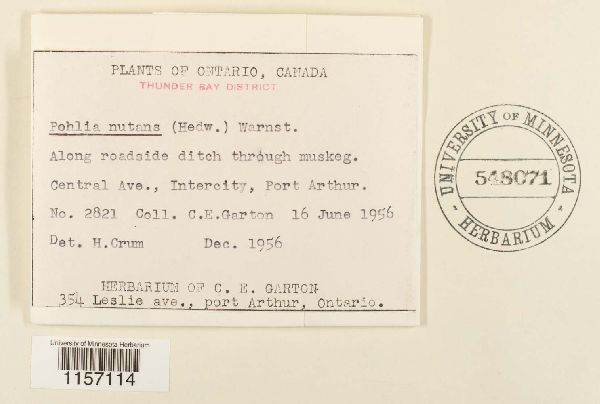 PLANTS OF ONTARIO, CANADA
THUNDER BAY DISTRICT
Pohlia nutans (Hedw.) Warnst.
Along roadside ditch through muskeg.
Central Ave., Intercity, Port Arthur.
No. 2821 Coll. C.E.Garton 16 June 1956
Det. H.Crum Dec. 1956
HERBARIUM OF C. E. GARTON
354 Leslie ave., port Arthur, Ontario.
UNIVERSITY OF MINNESOTA
548071
- HERBARIUM -
University of Minnesota Herbarium
1157114